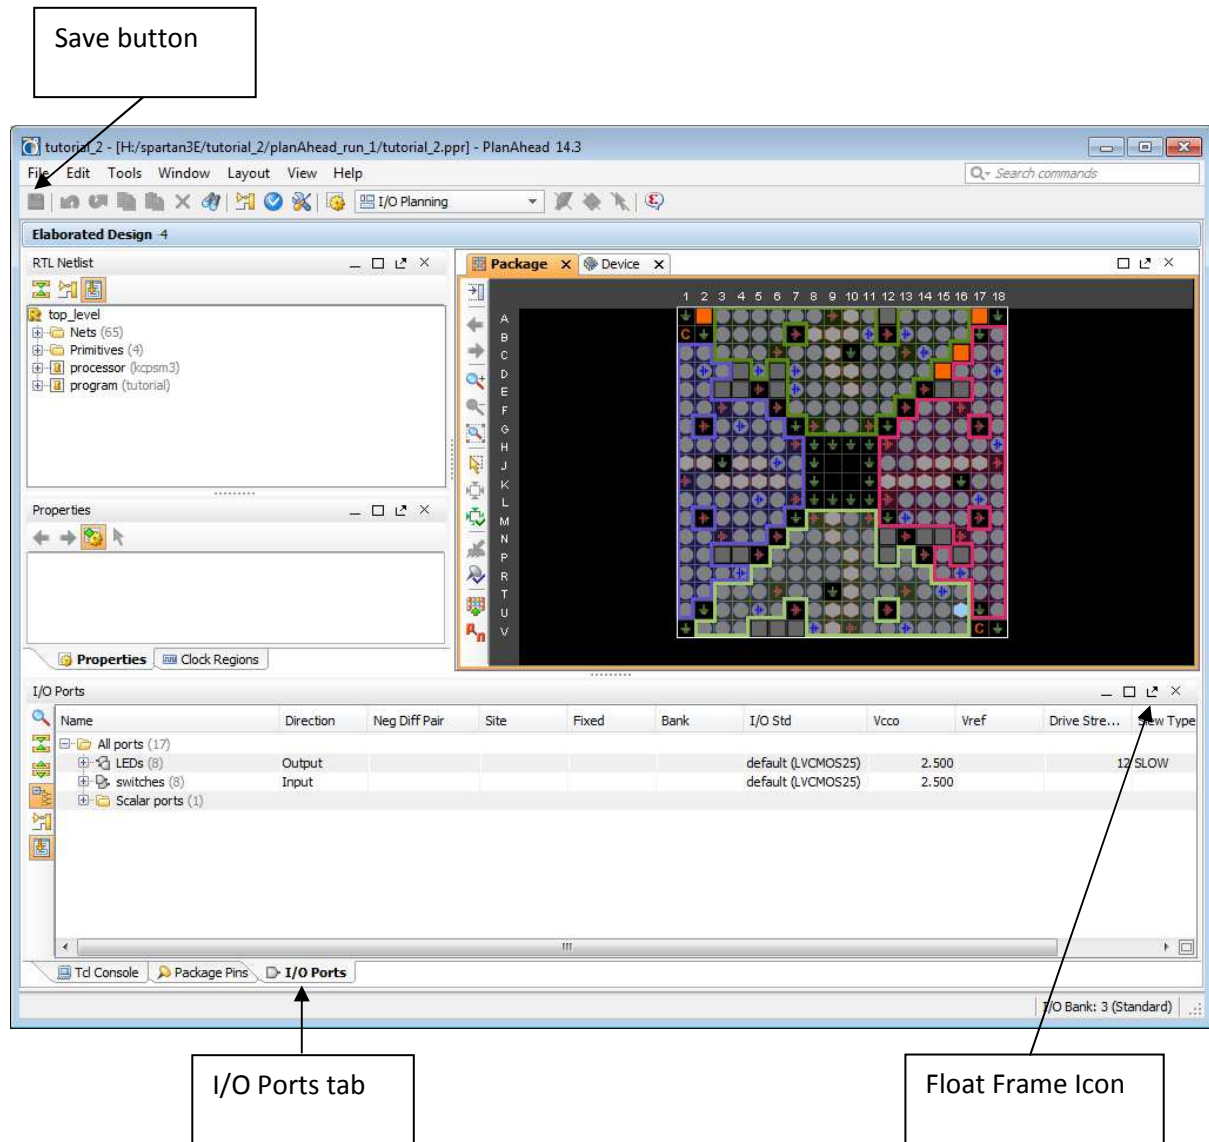 Save button
tutorial_2 - [H:/spartan3E/tutorial_2/planAhead_run_1/tutorial_2.ppr] - PlanAhead 14.3
File Edit Tools Window Layout View Help
Search commands
I/O Planning
Elaborated Design -4
RTL Netlist
top_level
Nets (65)
Primitives (4)
processor (kcpsm3)
program (tutorial)
Properties
Properties Clock Regions
Package Device
1 2 3 4 5 6 7 8 9 10 11 12 13 14 15 16 17 18
A
B
C
D
E
F
G
H
J
K
L
M
N
P
R
T
U
V
I/O Ports
Name Direction Neg Diff Pair Site Fixed Bank I/O Std Vcco Vref Drive Stre... Slew Type
All ports (17)
LEDs (8) Output default (LVCMOS25) 2.500 12 SLOW
switches (8) Input default (LVCMOS25) 2.500
Scalar ports (1)
Tcl Console Package Pins I/O Ports
I/O Bank: 3 (Standard)
I/O Ports tab
Float Frame Icon